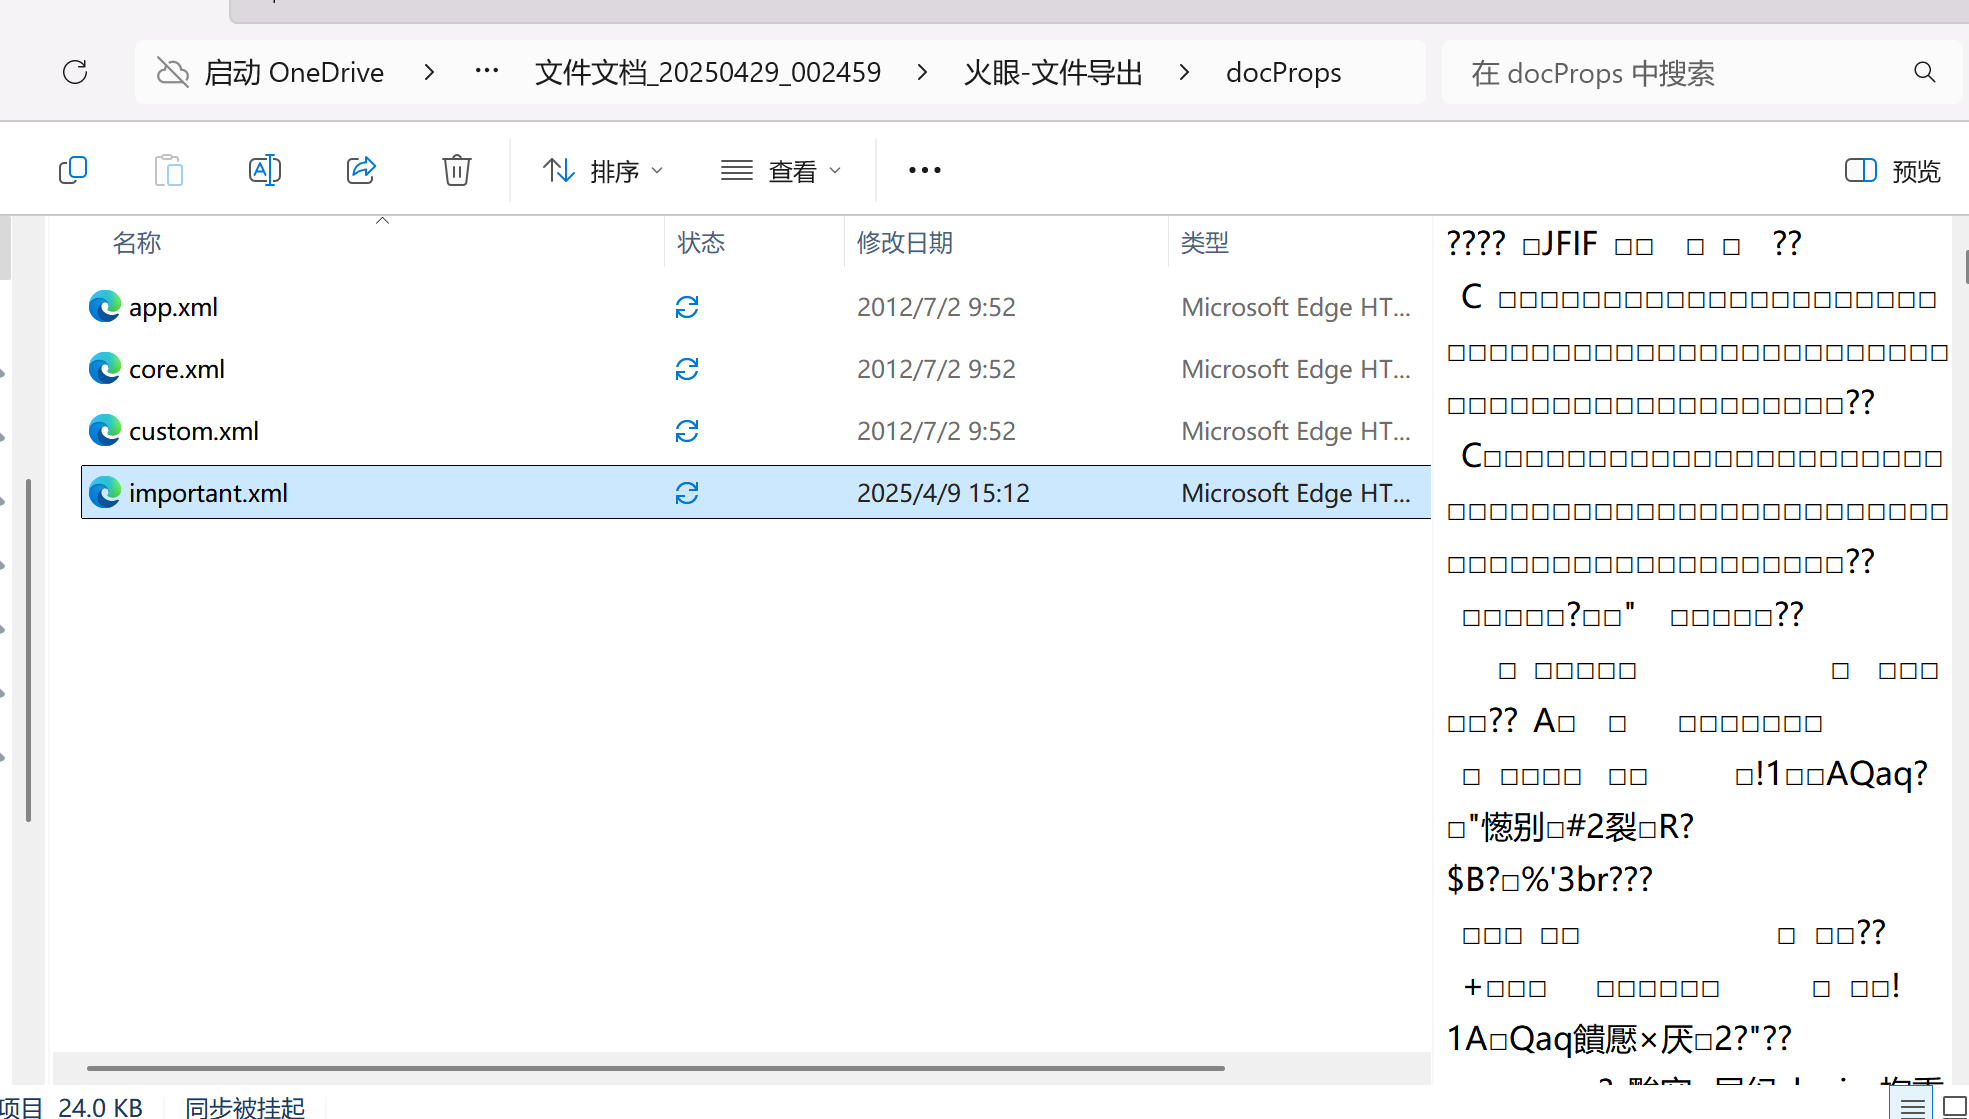 启动 OneDrive > ··· 文件文档_20250429_002459 > 火眼-文件导出 > docProps
在 docProps 中搜索
排序 查看 ··· 预览
名称 状态 修改日期 类型
app.xml 2012/7/2 9:52 Microsoft Edge HT...
core.xml 2012/7/2 9:52 Microsoft Edge HT...
custom.xml 2012/7/2 9:52 Microsoft Edge HT...
important.xml 2025/4/9 15:12 Microsoft Edge HT...
???? □JFIF □□ □ □ ??
C □□□□□□□□□□□□□□□□□□□□□
□□□□□□□□□□□□□□□□□□□□□□□□
□□□□□□□□□□□□□□□□□□□??
C□□□□□□□□□□□□□□□□□□□□□□
□□□□□□□□□□□□□□□□□□□□□□□□
□□□□□□□□□□□□□□□□□□□??
□□□□□?□□" □□□□□??
□ □□□□□ □ □□□
□□?? A□ □ □□□□□□□
□ □□□□ □□ □!1□□AQaq?
□"憽别□#2裂□R?
$B?□%'3br???
□□□ □□ □ □□??
+□□□ □□□□□□ □ □□!
1A□Qaq饋壓×厌□2?"??
项目 24.0 KB 同步被挂起